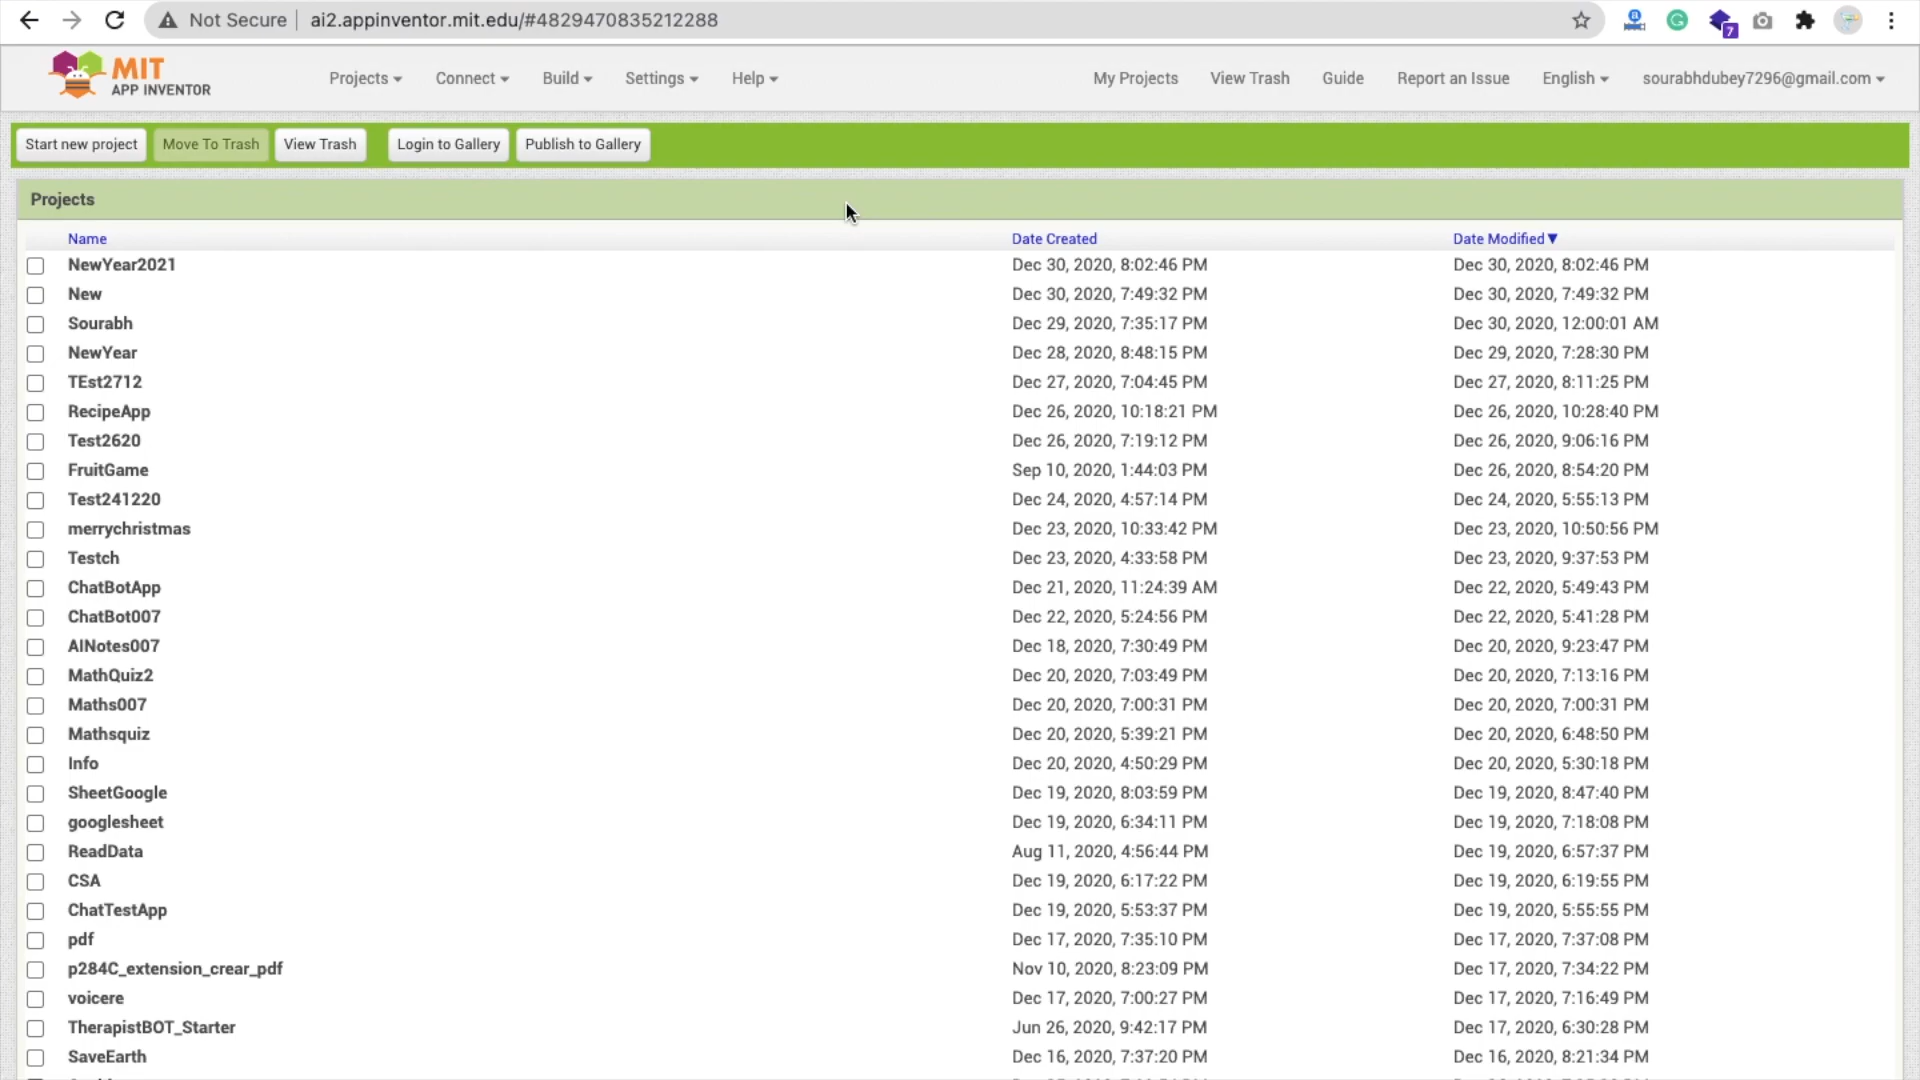 Not Secure ai2.appinventor.mit.edu/#4829470835212288
7
MIT
APP INVENTOR
Projects Connect Build Settings Help My Projects View Trash Guide Report an Issue English sourabhdubey7296@gmail.com
Start new project Move To Trash View Trash Login to Gallery Publish to Gallery
Projects
Name Date Created Date Modified▼
NewYear2021 Dec 30, 2020, 8:02:46 PM Dec 30, 2020, 8:02:46 PM
New Dec 30, 2020, 7:49:32 PM Dec 30, 2020, 7:49:32 PM
Sourabh Dec 29, 2020, 7:35:17 PM Dec 30, 2020, 12:00:01 AM
NewYear Dec 28, 2020, 8:48:15 PM Dec 29, 2020, 7:28:30 PM
TEst2712 Dec 27, 2020, 7:04:45 PM Dec 27, 2020, 8:11:25 PM
RecipeApp Dec 26, 2020, 10:18:21 PM Dec 26, 2020, 10:28:40 PM
Test2620 Dec 26, 2020, 7:19:12 PM Dec 26, 2020, 9:06:16 PM
FruitGame Sep 10, 2020, 1:44:03 PM Dec 26, 2020, 8:54:20 PM
Test241220 Dec 24, 2020, 4:57:14 PM Dec 24, 2020, 5:55:13 PM
merrychristmas Dec 23, 2020, 10:33:42 PM Dec 23, 2020, 10:50:56 PM
Testch Dec 23, 2020, 4:33:58 PM Dec 23, 2020, 9:37:53 PM
ChatBotApp Dec 21, 2020, 11:24:39 AM Dec 22, 2020, 5:49:43 PM
ChatBot007 Dec 22, 2020, 5:24:56 PM Dec 22, 2020, 5:41:28 PM
AINotes007 Dec 18, 2020, 7:30:49 PM Dec 20, 2020, 9:23:47 PM
MathQuiz2 Dec 20, 2020, 7:03:49 PM Dec 20, 2020, 7:13:16 PM
Maths007 Dec 20, 2020, 7:00:31 PM Dec 20, 2020, 7:00:31 PM
Mathsquiz Dec 20, 2020, 5:39:21 PM Dec 20, 2020, 6:48:50 PM
Info Dec 20, 2020, 4:50:29 PM Dec 20, 2020, 5:30:18 PM
SheetGoogle Dec 19, 2020, 8:03:59 PM Dec 19, 2020, 8:47:40 PM
googlesheet Dec 19, 2020, 6:34:11 PM Dec 19, 2020, 7:18:08 PM
ReadData Aug 11, 2020, 4:56:44 PM Dec 19, 2020, 6:57:37 PM
CSA Dec 19, 2020, 6:17:22 PM Dec 19, 2020, 6:19:55 PM
ChatTestApp Dec 19, 2020, 5:53:37 PM Dec 19, 2020, 5:55:55 PM
pdf Dec 17, 2020, 7:35:10 PM Dec 17, 2020, 7:37:08 PM
p284C_extension_crear_pdf Nov 10, 2020, 8:23:09 PM Dec 17, 2020, 7:34:22 PM
voicere Dec 17, 2020, 7:00:27 PM Dec 17, 2020, 7:16:49 PM
TherapistBOT_Starter Jun 26, 2020, 9:42:17 PM Dec 17, 2020, 6:30:28 PM
SaveEarth Dec 16, 2020, 7:37:20 PM Dec 16, 2020, 8:21:34 PM